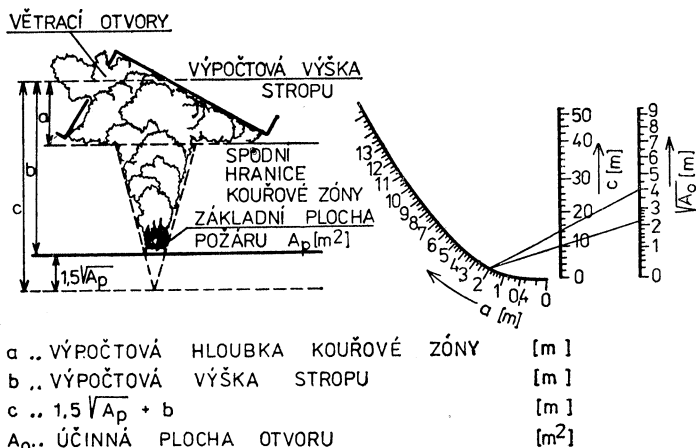 VĚTRACÍ OTVORY
VÝPOČTOVÁ VÝŠKA
STROPU
a
b
c
SPODNÍ
HRANICE
KOUŘOVÉ ZÓNY
ZÁKLADNÍ PLOCHA
POŽÁRU Ap [m²]
1,5√Ap
13 12 11 10 9 8 7 6 5 4 3 2 1 0,4 0
a [m]
50
40
30
20
10
0
c [m]
9
8
7
6
5
4
3
2
1
0
√Ao [m]
a .. VÝPOČTOVÁ HLOUBKA KOUŘOVÉ ZÓNY [m]
b .. VÝPOČTOVÁ VÝŠKA STROPU [m]
c .. 1,5 √Ap + b [m]
Ao.. ÚČINNÁ PLOCHA OTVORU [m²]